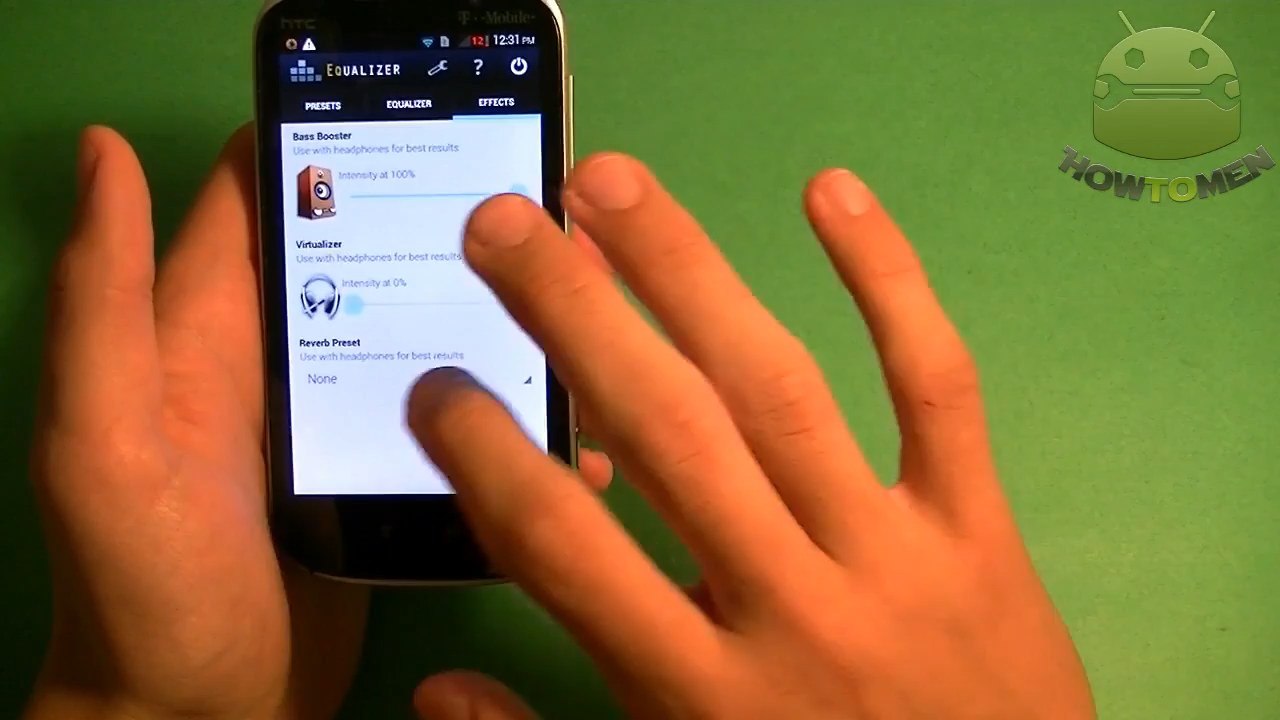 hTC
T··Mobile·
12 12:31 PM
EQUALIZER ?
PRESETS EQUALIZER EFFECTS
Bass Booster
Use with headphones for best results
Intensity at 100%
Virtualizer
Use with headphones for best results
Intensity at 0%
Reverb Preset
Use with headphones for best results
None
HOWTOMEN